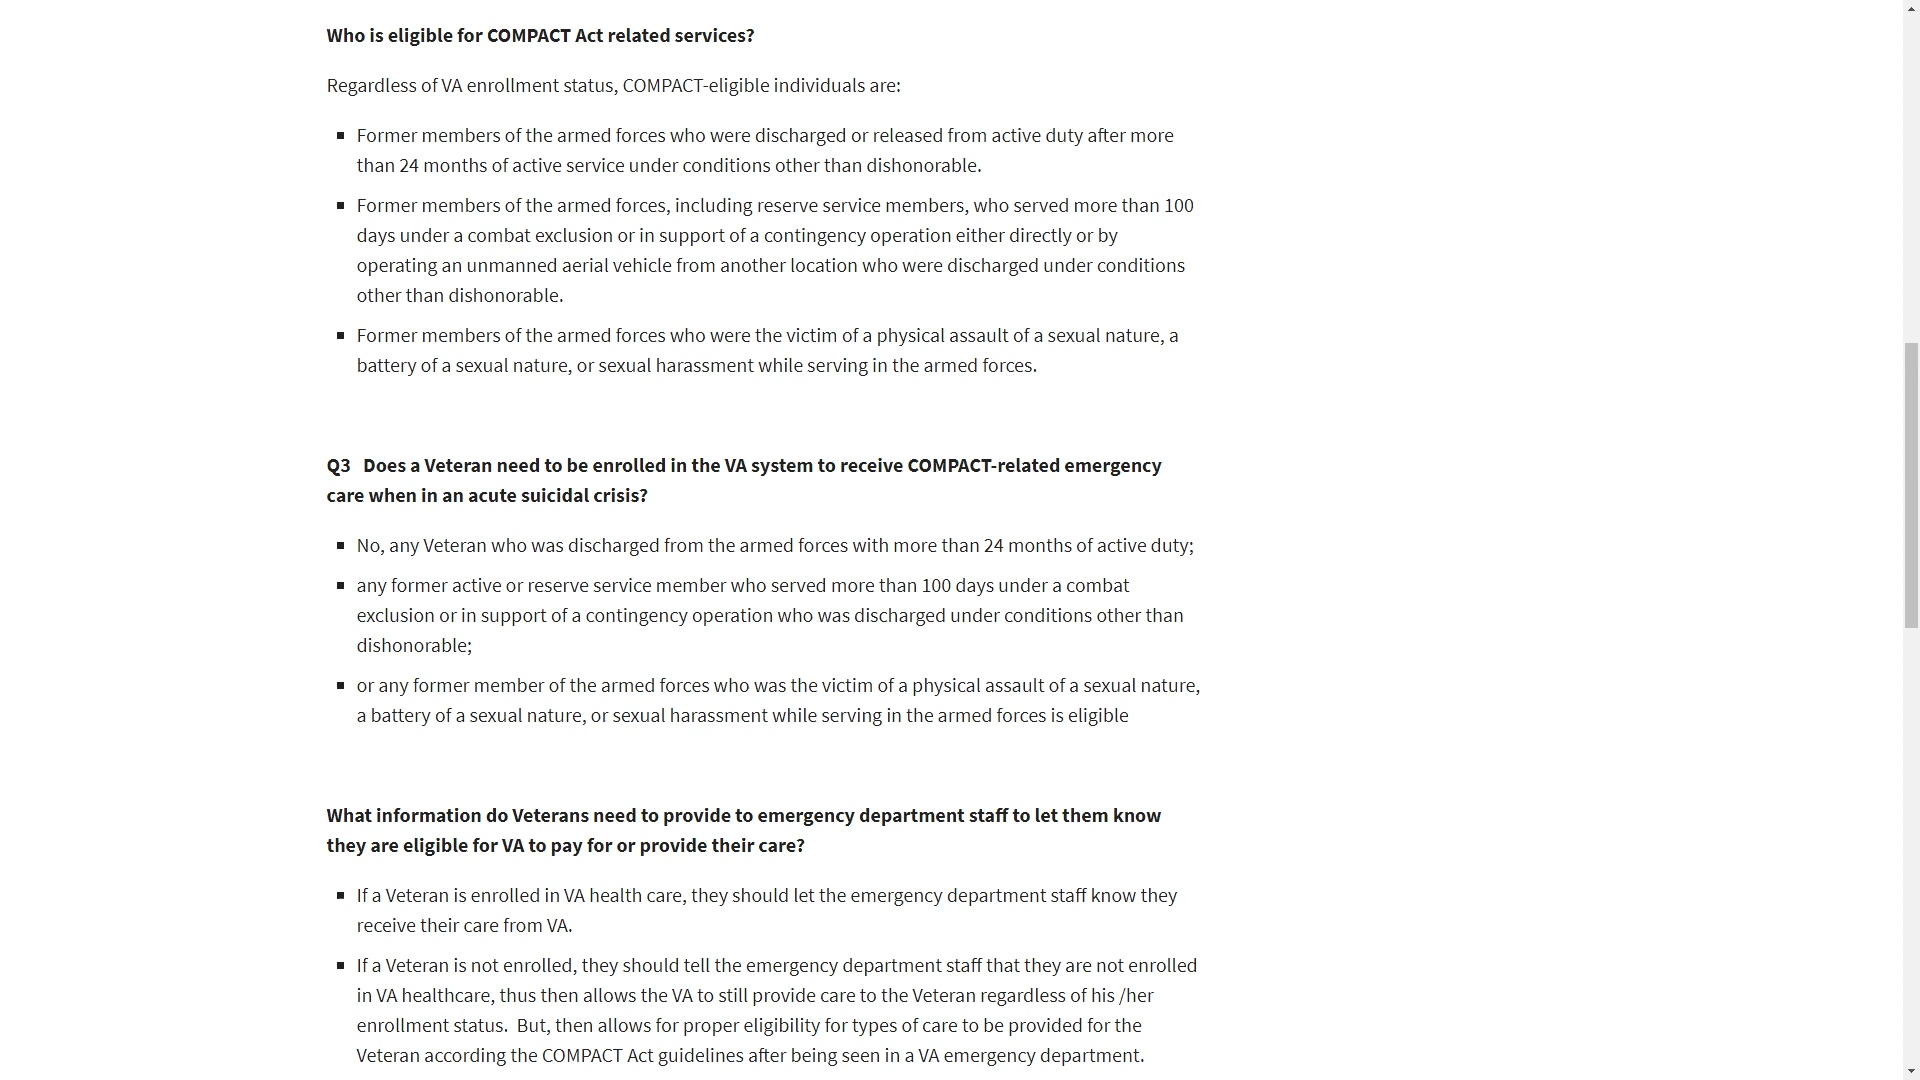 Who is eligible for COMPACT Act related services?
Regardless of VA enrollment status, COMPACT-eligible individuals are:
Former members of the armed forces who were discharged or released from active duty after more
than 24 months of active service under conditions other than dishonorable.
Former members of the armed forces, including reserve service members, who served more than 100
days under a combat exclusion or in support of a contingency operation either directly or by
operating an unmanned aerial vehicle from another location who were discharged under conditions
other than dishonorable.
Former members of the armed forces who were the victim of a physical assault of a sexual nature, a
battery of a sexual nature, or sexual harassment while serving in the armed forces.
Q3   Does a Veteran need to be enrolled in the VA system to receive COMPACT-related emergency
care when in an acute suicidal crisis?
No, any Veteran who was discharged from the armed forces with more than 24 months of active duty;
any former active or reserve service member who served more than 100 days under a combat
exclusion or in support of a contingency operation who was discharged under conditions other than
dishonorable;
or any former member of the armed forces who was the victim of a physical assault of a sexual nature,
a battery of a sexual nature, or sexual harassment while serving in the armed forces is eligible
What information do Veterans need to provide to emergency department staff to let them know
they are eligible for VA to pay for or provide their care?
If a Veteran is enrolled in VA health care, they should let the emergency department staff know they
receive their care from VA.
If a Veteran is not enrolled, they should tell the emergency department staff that they are not enrolled
in VA healthcare, thus then allows the VA to still provide care to the Veteran regardless of his /her
enrollment status.  But, then allows for proper eligibility for types of care to be provided for the
Veteran according the COMPACT Act guidelines after being seen in a VA emergency department.